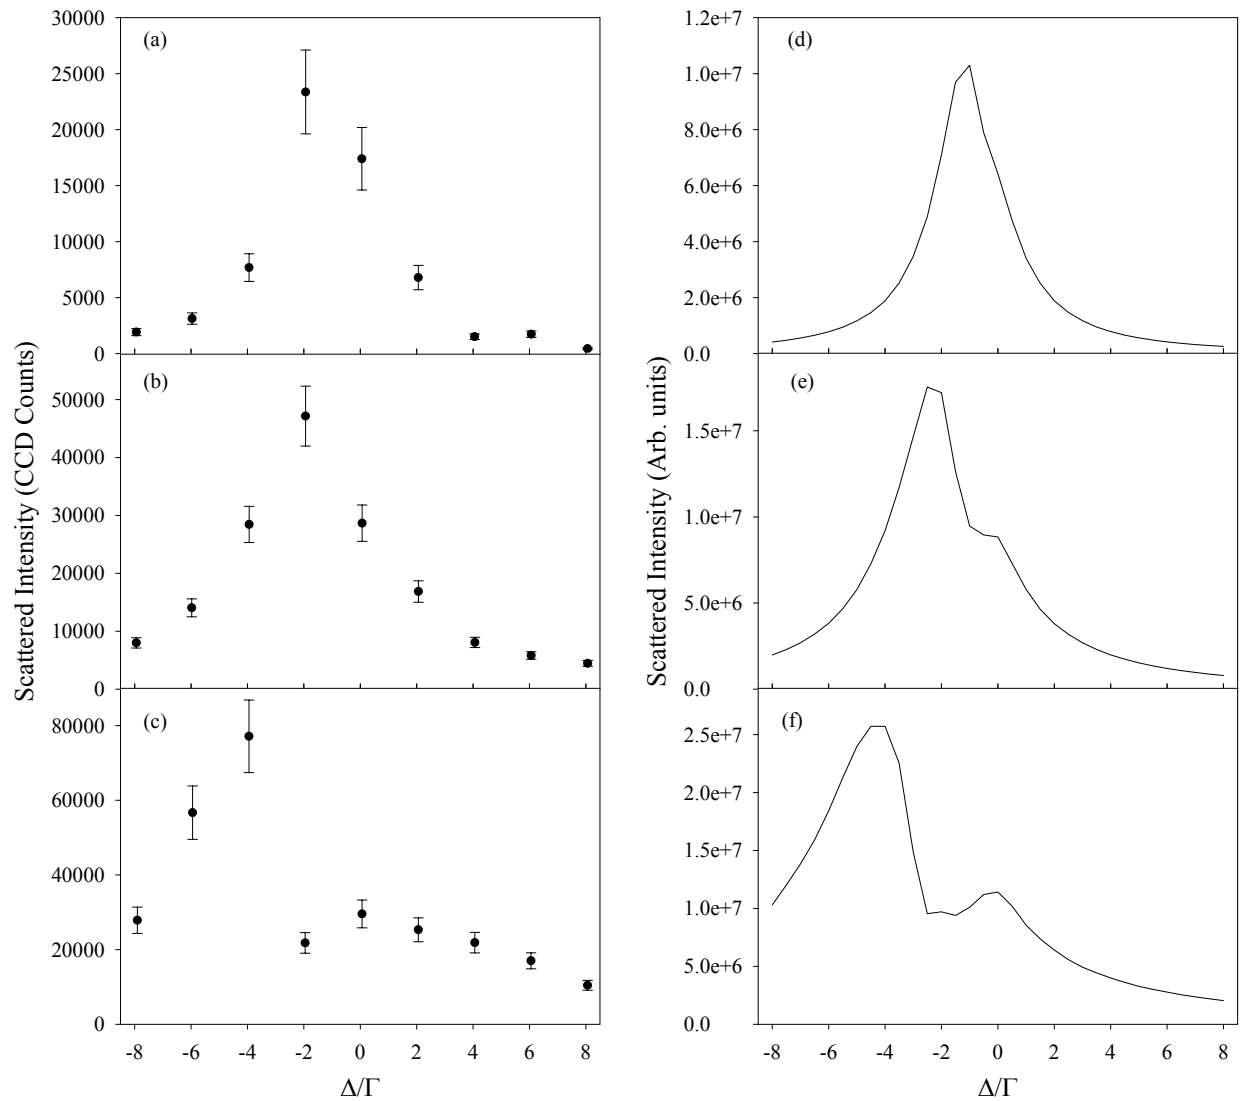 Scattered Intensity (CCD Counts)
(a)
30000
25000
20000
15000
10000
5000
0
(b)
50000
40000
30000
20000
10000
0
(c)
80000
60000
40000
20000
0
-8 -6 -4 -2 0 2 4 6 8
Δ/Γ
Scattered Intensity (Arb. units)
(d)
1.2e+7
1.0e+7
8.0e+6
6.0e+6
4.0e+6
2.0e+6
0.0
(e)
1.5e+7
1.0e+7
5.0e+6
0.0
(f)
2.5e+7
2.0e+7
1.5e+7
1.0e+7
5.0e+6
0.0
-8 -6 -4 -2 0 2 4 6 8
Δ/Γ